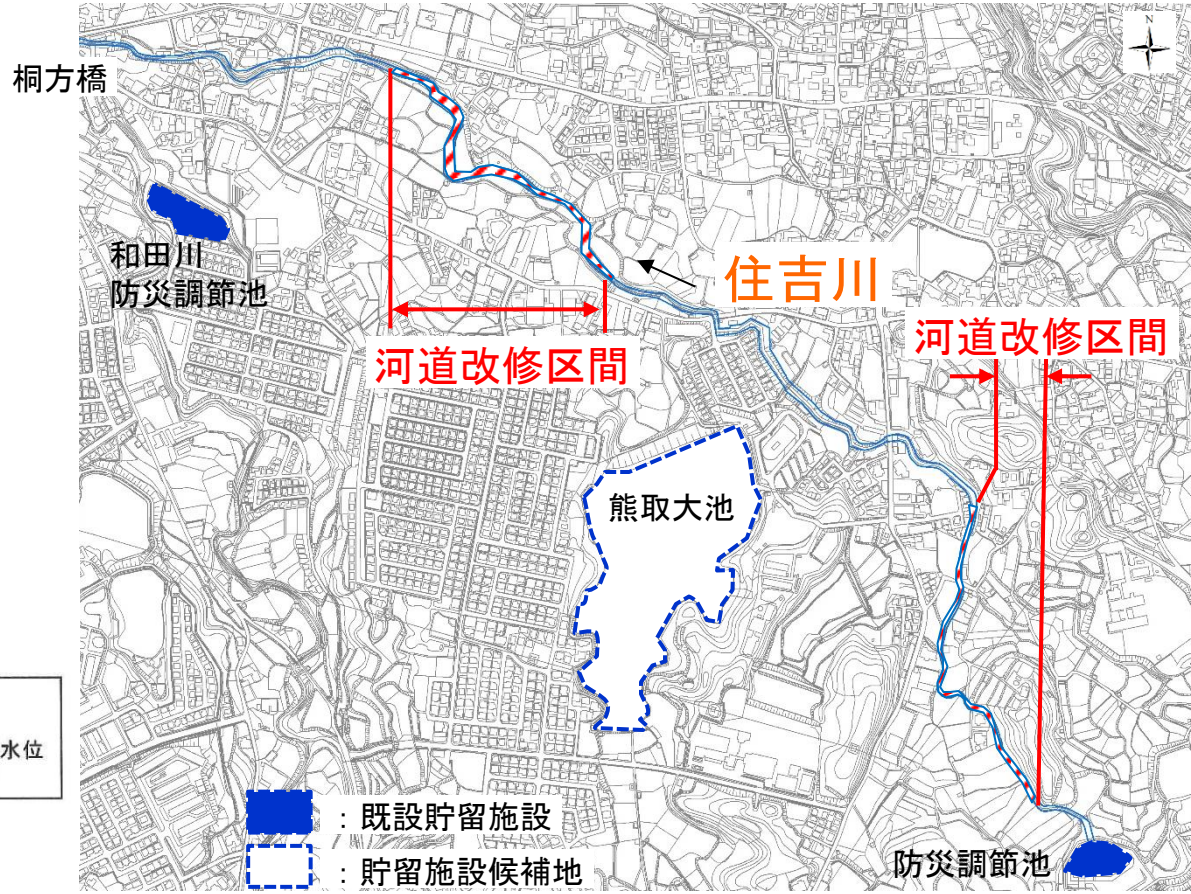 N
桐方橋
和田川
防災調節池
住吉川
河道改修区間
河道改修区間
熊取大池
水位
：既設貯留施設
：貯留施設候補地
防災調節池